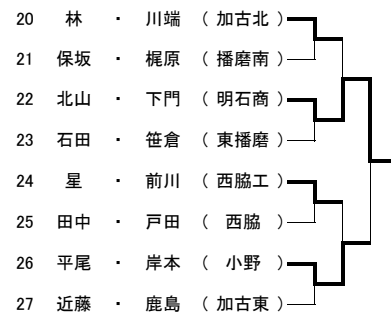 20 林 ・ 川端 ( 加古北 )
21 保坂 ・ 梶原 ( 播磨南 )
22 北山 ・ 下門 ( 明石商 )
23 石田 ・ 笹倉 ( 東播磨 )
24 星 ・ 前川 ( 西脇工 )
25 田中 ・ 戸田 ( 西脇 )
26 平尾 ・ 岸本 ( 小野 )
27 近藤 ・ 鹿島 ( 加古東 )